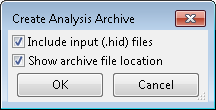 Create Analysis Archive
Include input (.hid) files
Show archive file location
OK
Cancel